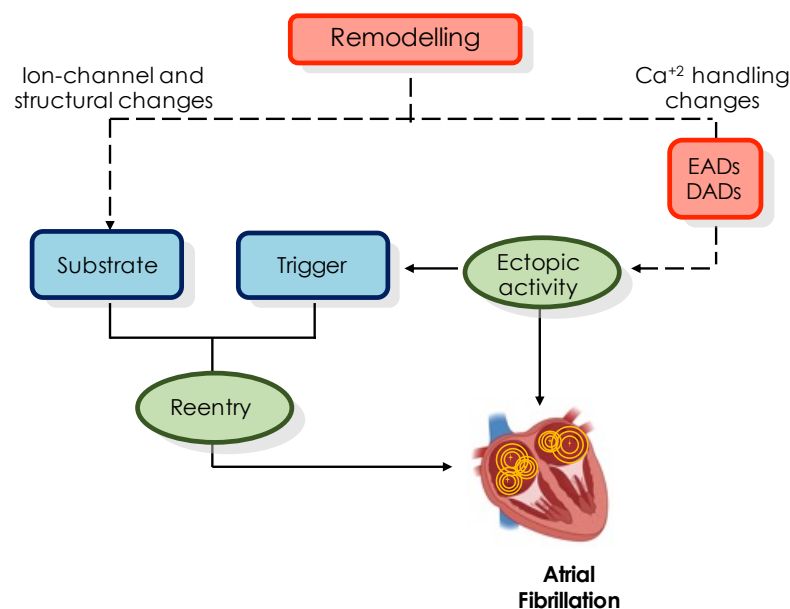 Remodelling
Ion-channel and
structural changes
Ca⁺² handling
changes
EADs
DADs
Substrate
Trigger
Ectopic
activity
Reentry
Atrial
Fibrillation